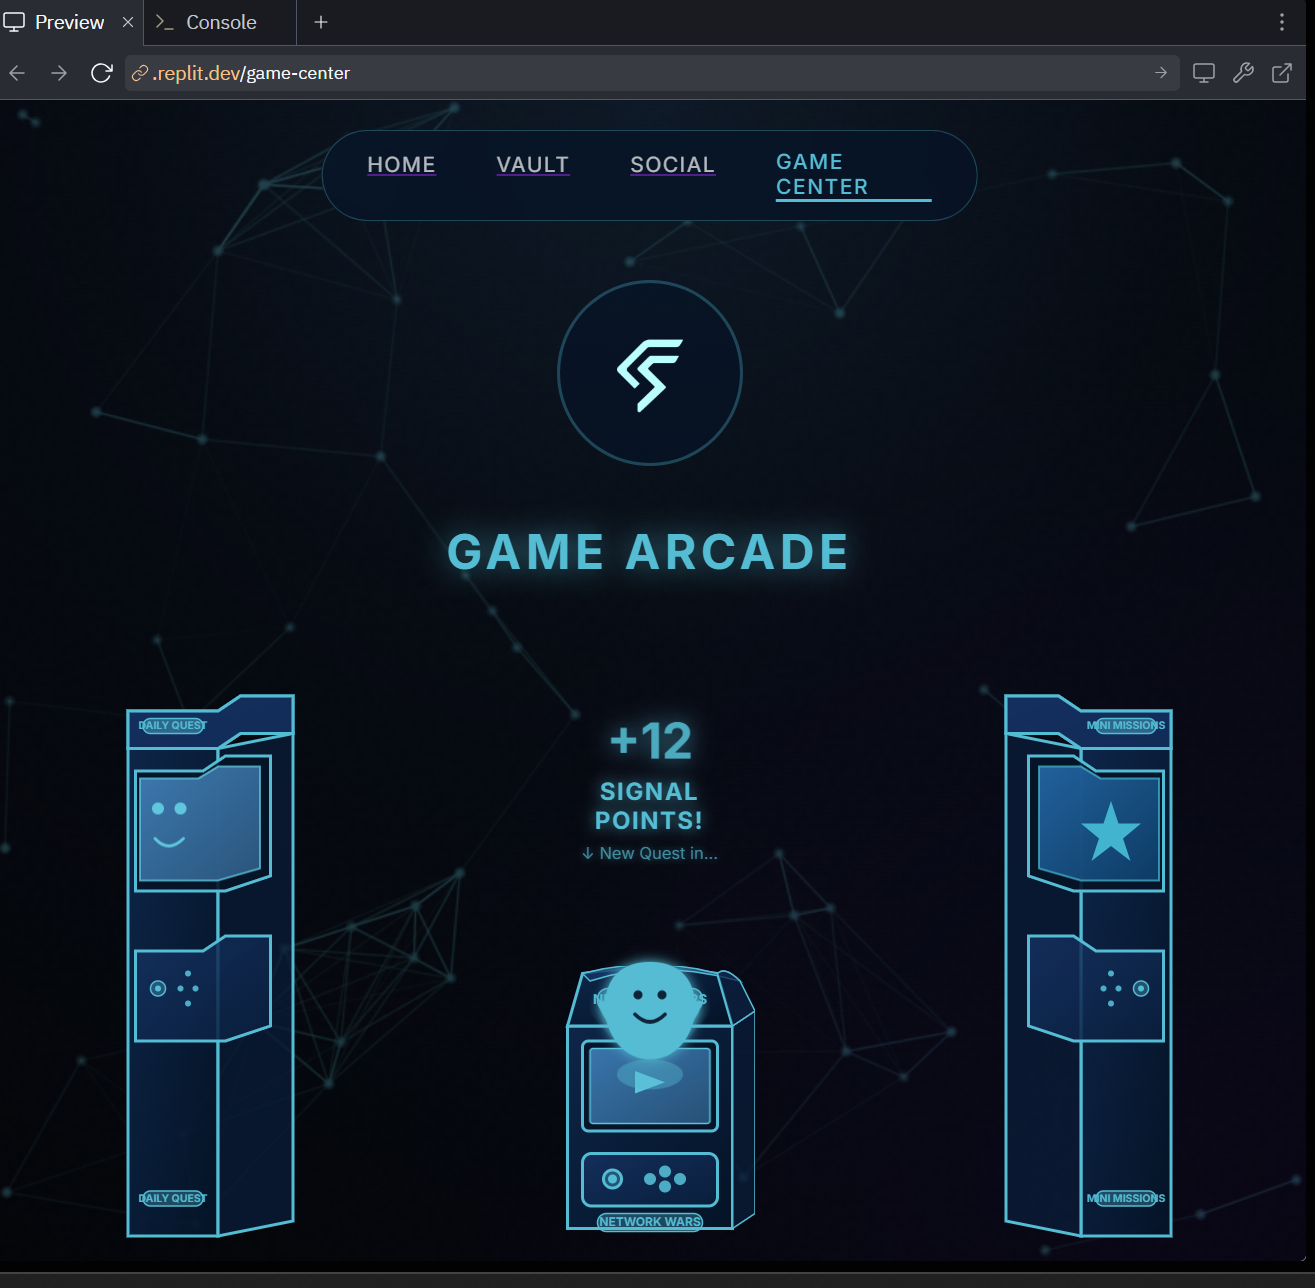 Preview
Console
.replit.dev/game-center
HOME
VAULT
SOCIAL
GAME
CENTER
GAME ARCADE
DAILY QUEST
MINI MISSIONS
+12
SIGNAL
POINTS!
↓ New Quest in...
DAILY QUEST
NETWORK WARS
MINI MISSIONS